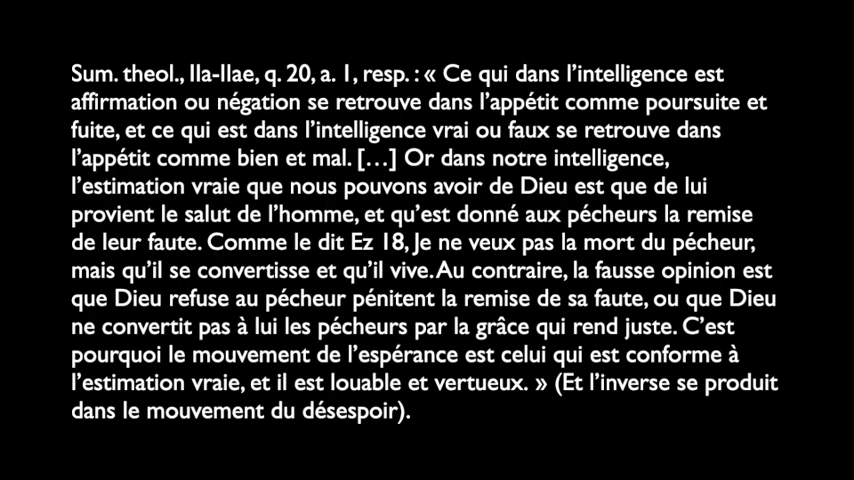 Sum. theol., IIa-IIae, q. 20, a. 1, resp. : « Ce qui dans l’intelligence est
affirmation ou négation se retrouve dans l’appétit comme poursuite et
fuite, et ce qui est dans l’intelligence vrai ou faux se retrouve dans
l’appétit comme bien et mal. […] Or dans notre intelligence,
l’estimation vraie que nous pouvons avoir de Dieu est que de lui
provient le salut de l’homme, et qu’est donné aux pécheurs la remise
de leur faute. Comme le dit Ez 18, Je ne veux pas la mort du pécheur,
mais qu’il se convertisse et qu’il vive. Au contraire, la fausse opinion est
que Dieu refuse au pécheur pénitent la remise de sa faute, ou que Dieu
ne convertit pas à lui les pécheurs par la grâce qui rend juste. C’est
pourquoi le mouvement de l’espérance est celui qui est conforme à
l’estimation vraie, et il est louable et vertueux. » (Et l’inverse se produit
dans le mouvement du désespoir).